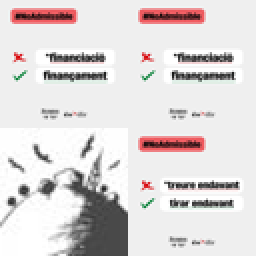 #NoAdmissible
*financiació
finançament
#NoAdmissible
*financiació
finançament
#NoAdmissible
*treure endavant
tirar endavant